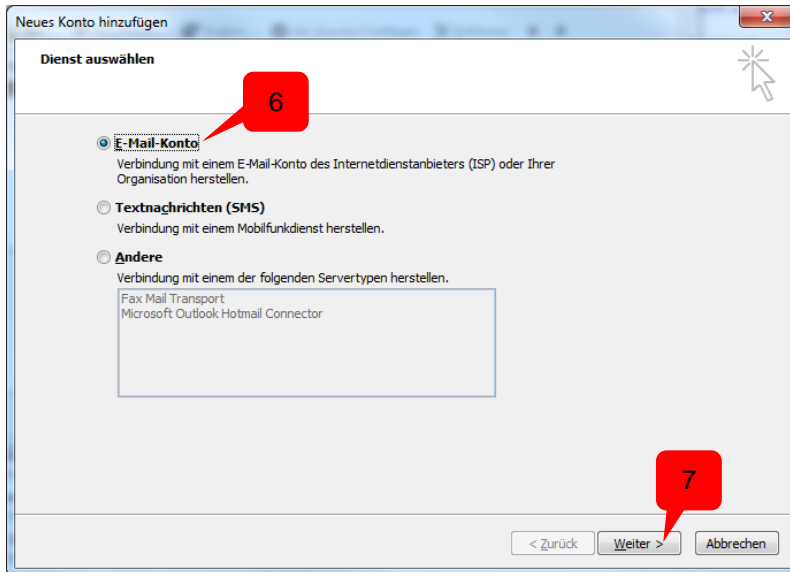 Neues Konto hinzufügen
Dienst auswählen
6
E-Mail-Konto
Verbindung mit einem E-Mail-Konto des Internetdienstanbieters (ISP) oder Ihrer
Organisation herstellen.
Textnachrichten (SMS)
Verbindung mit einem Mobilfunkdienst herstellen.
Andere
Verbindung mit einem der folgenden Servertypen herstellen.
Fax Mail Transport
Microsoft Outlook Hotmail Connector
7
< Zurück Weiter > Abbrechen